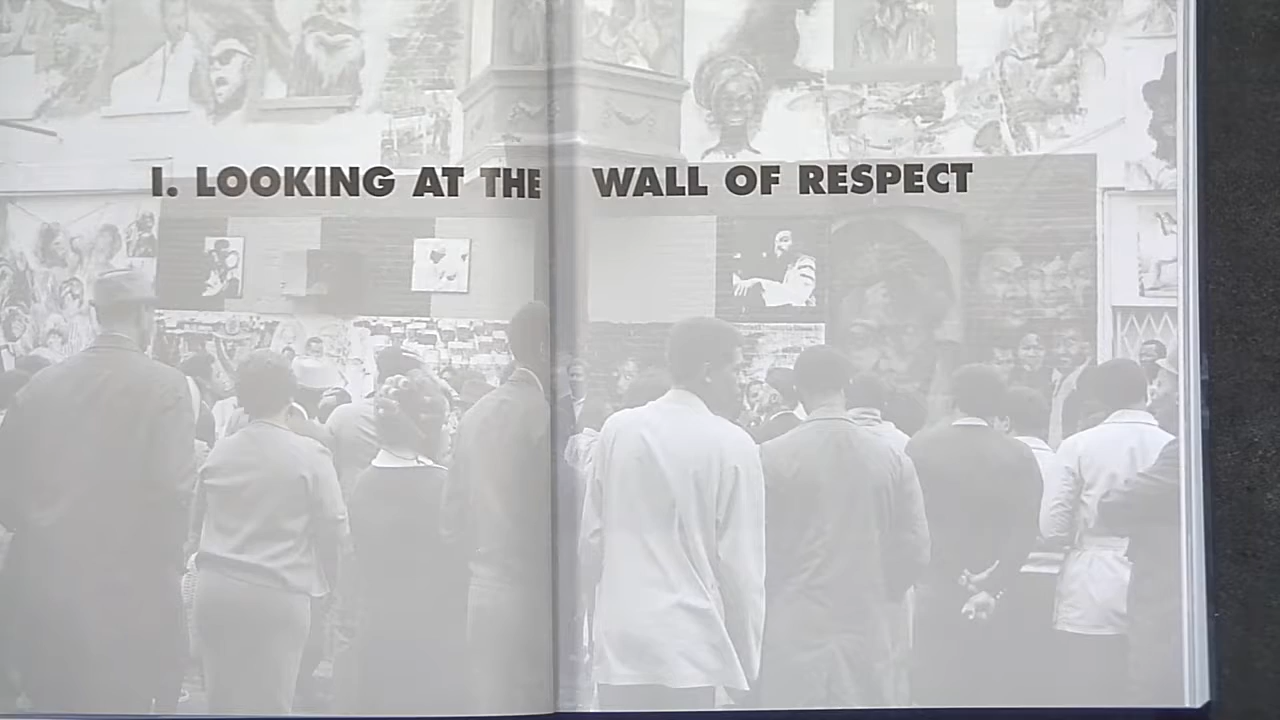 I. LOOKING AT THE WALL OF RESPECT